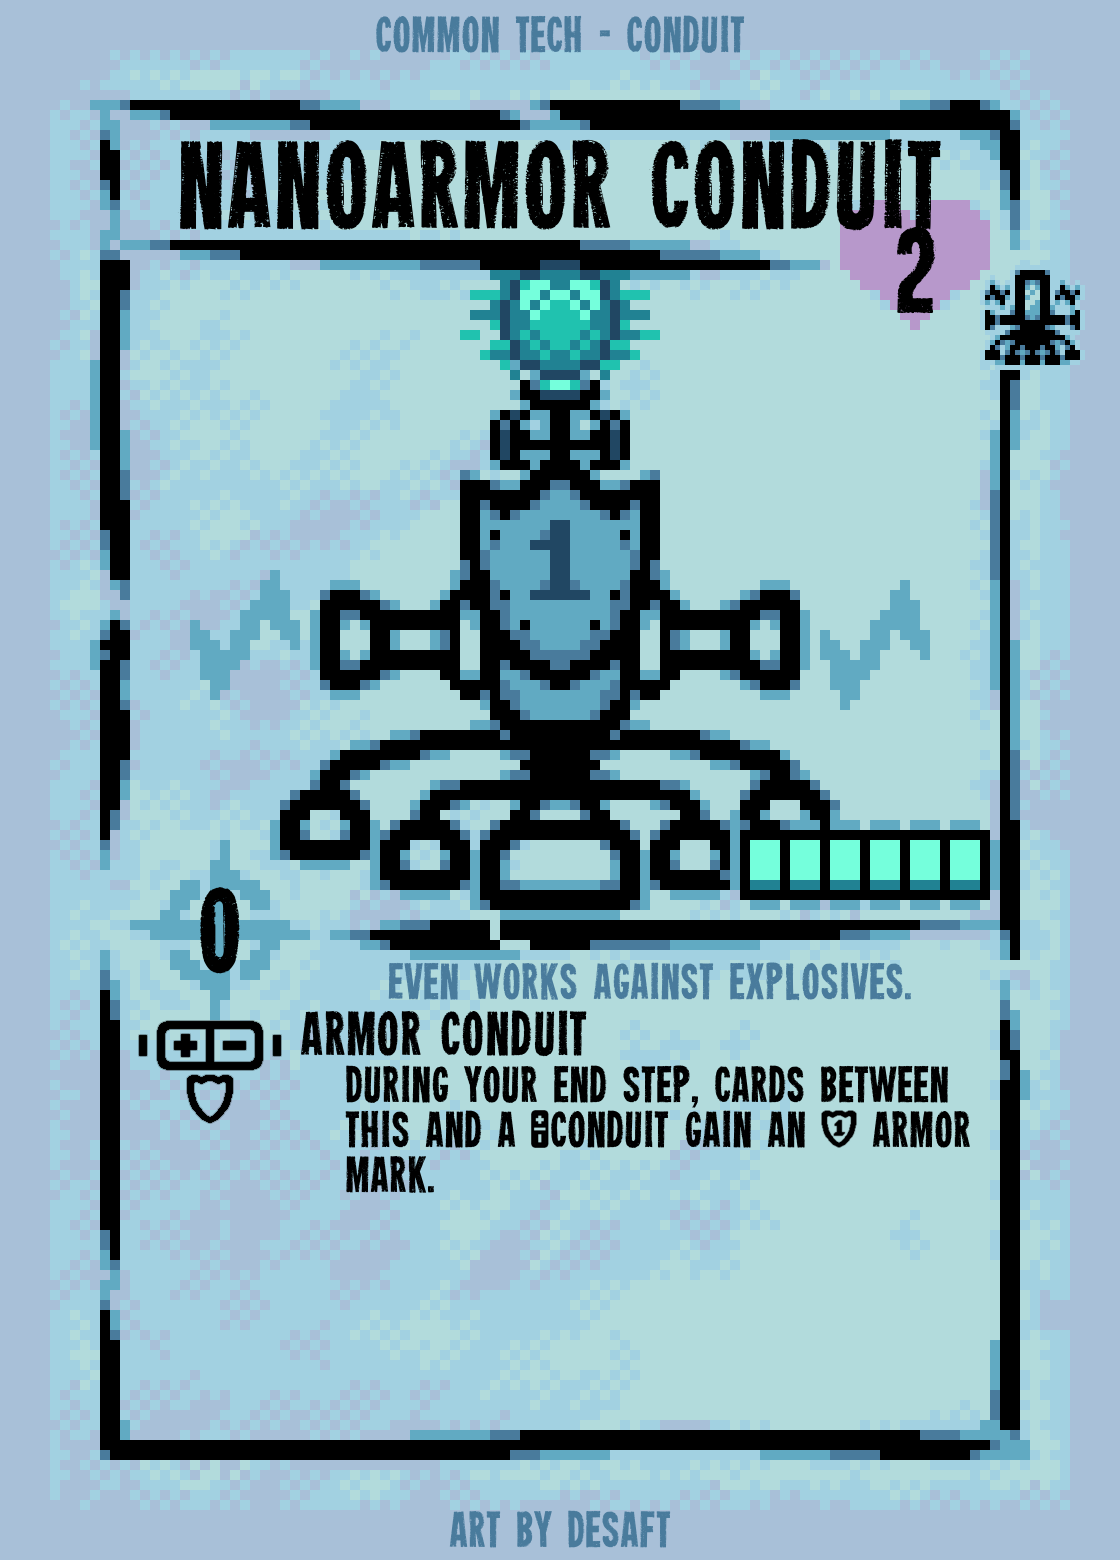 COMMON TECH - CONDUIT
NANOARMOR CONDUIT
2
1
0
EVEN WORKS AGAINST EXPLOSIVES.
ARMOR CONDUIT
DURING YOUR END STEP, CARDS BETWEEN
THIS AND A CONDUIT GAIN AN 1 ARMOR
MARK.
ART BY DESAFT